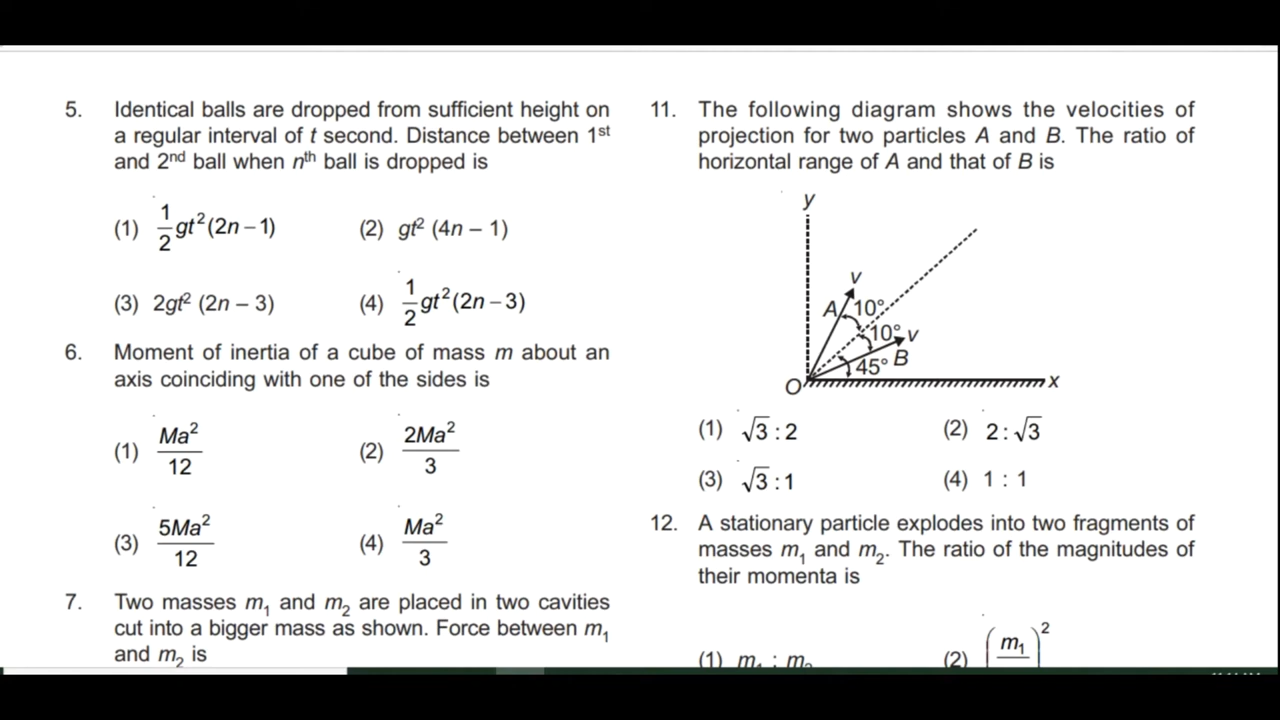 5. Identical balls are dropped from sufficient height on
a regular interval of t second. Distance between 1st
and 2nd ball when nth ball is dropped is
(1) 1/2 gt²(2n – 1) (2) gt² (4n – 1)
(3) 2gt² (2n – 3) (4) 1/2 gt²(2n – 3)
6. Moment of inertia of a cube of mass m about an
axis coinciding with one of the sides is
(1) Ma²/12 (2) 2Ma²/3
(3) 5Ma²/12 (4) Ma²/3
7. Two masses m₁ and m₂ are placed in two cavities
cut into a bigger mass as shown. Force between m₁
and m₂ is
11. The following diagram shows the velocities of
projection for two particles A and B. The ratio of
horizontal range of A and that of B is
y
v
A 10°
10° v
45° B
O x
(1) √3 : 2 (2) 2 : √3
(3) √3 : 1 (4) 1 : 1
12. A stationary particle explodes into two fragments of
masses m₁ and m₂. The ratio of the magnitudes of
their momenta is
(1) m₁ : m₂ (2) (m₁ )²